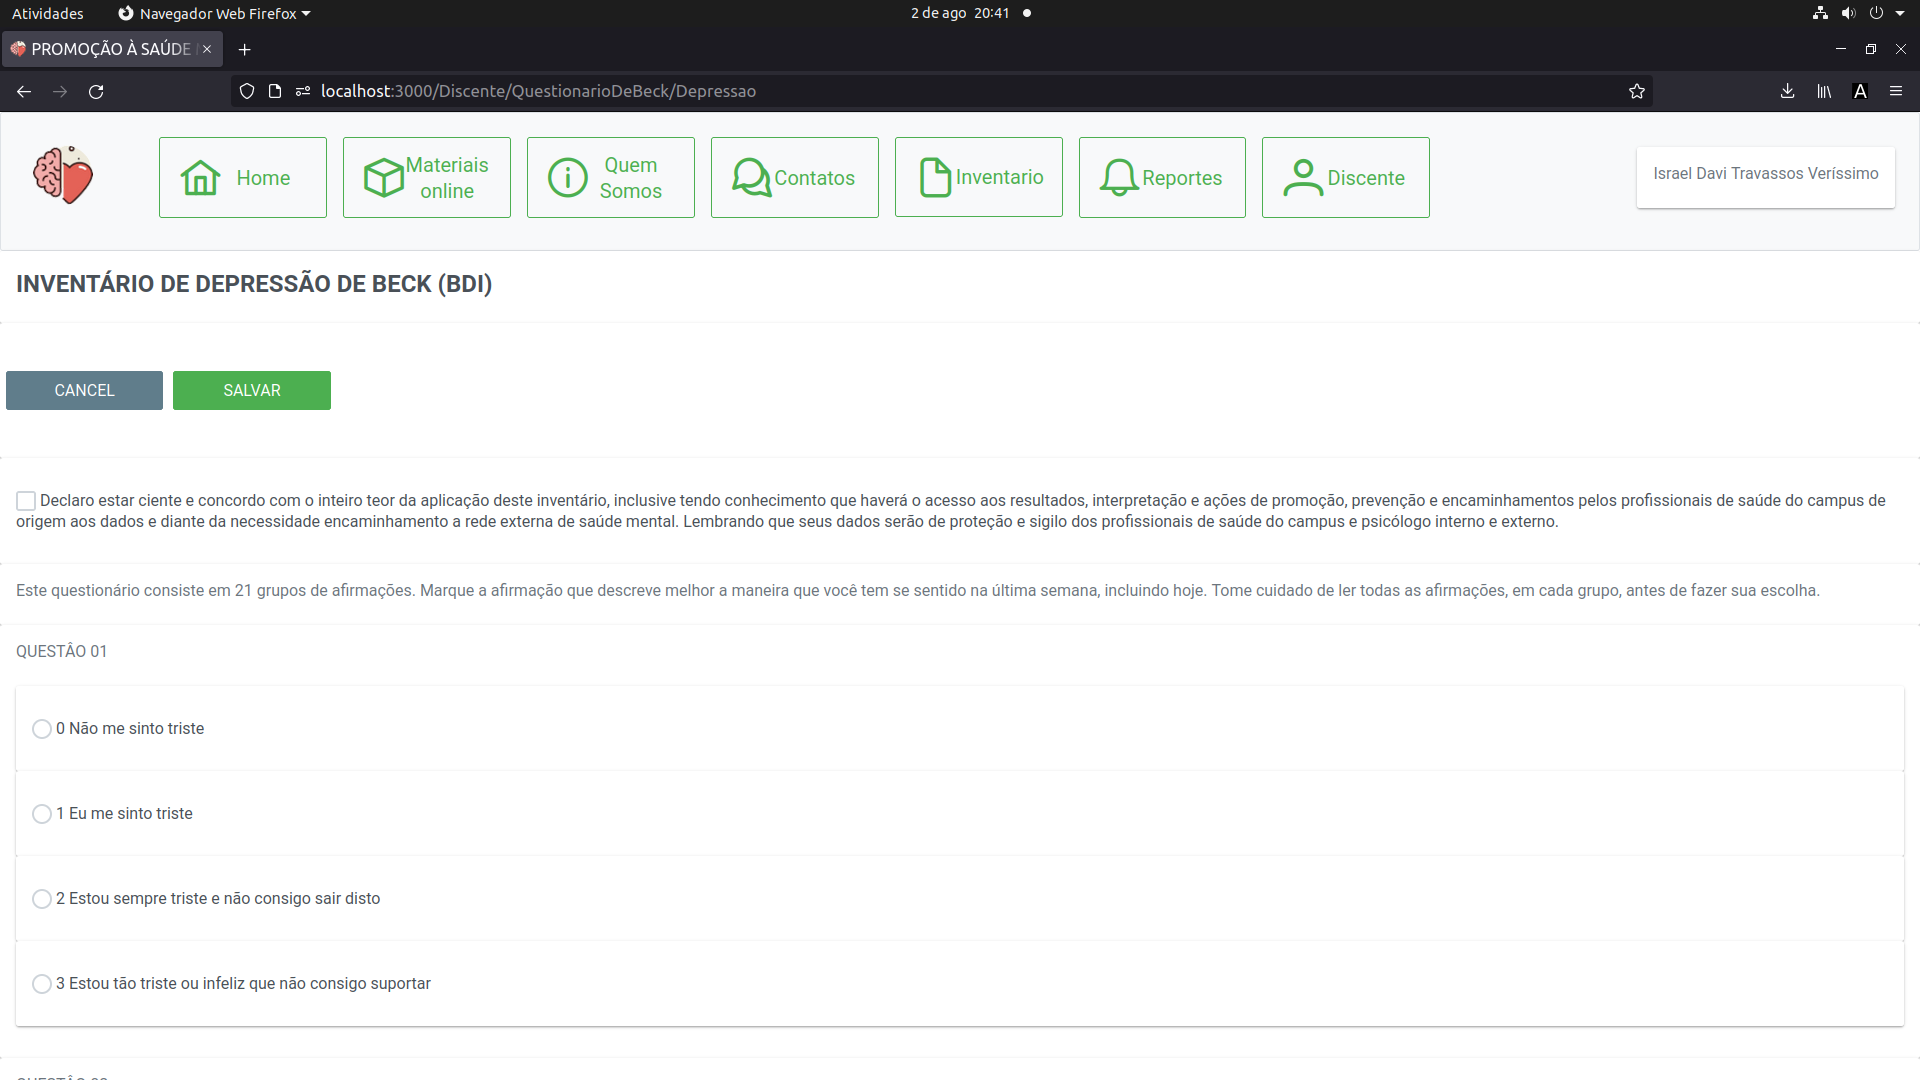 Atividades
Navegador Web Firefox
2 de ago 20:41
PROMOÇÃO À SAÚDE
localhost:3000/Discente/QuestionarioDeBeck/Depressao
A
Home
Materiais
online
Quem
Somos
Contatos
Inventario
Reportes
Discente
Israel Davi Travassos Veríssimo
INVENTÁRIO DE DEPRESSÃO DE BECK (BDI)
CANCEL
SALVAR
Declaro estar ciente e concordo com o inteiro teor da aplicação deste inventário, inclusive tendo conhecimento que haverá o acesso aos resultados, interpretação e ações de promoção, prevenção e encaminhamentos pelos profissionais de saúde do campus de
origem aos dados e diante da necessidade encaminhamento a rede externa de saúde mental. Lembrando que seus dados serão de proteção e sigilo dos profissionais de saúde do campus e psicólogo interno e externo.
Este questionário consiste em 21 grupos de afirmações. Marque a afirmação que descreve melhor a maneira que você tem se sentido na última semana, incluindo hoje. Tome cuidado de ler todas as afirmações, em cada grupo, antes de fazer sua escolha.
QUESTÂO 01
0 Não me sinto triste
1 Eu me sinto triste
2 Estou sempre triste e não consigo sair disto
3 Estou tão triste ou infeliz que não consigo suportar